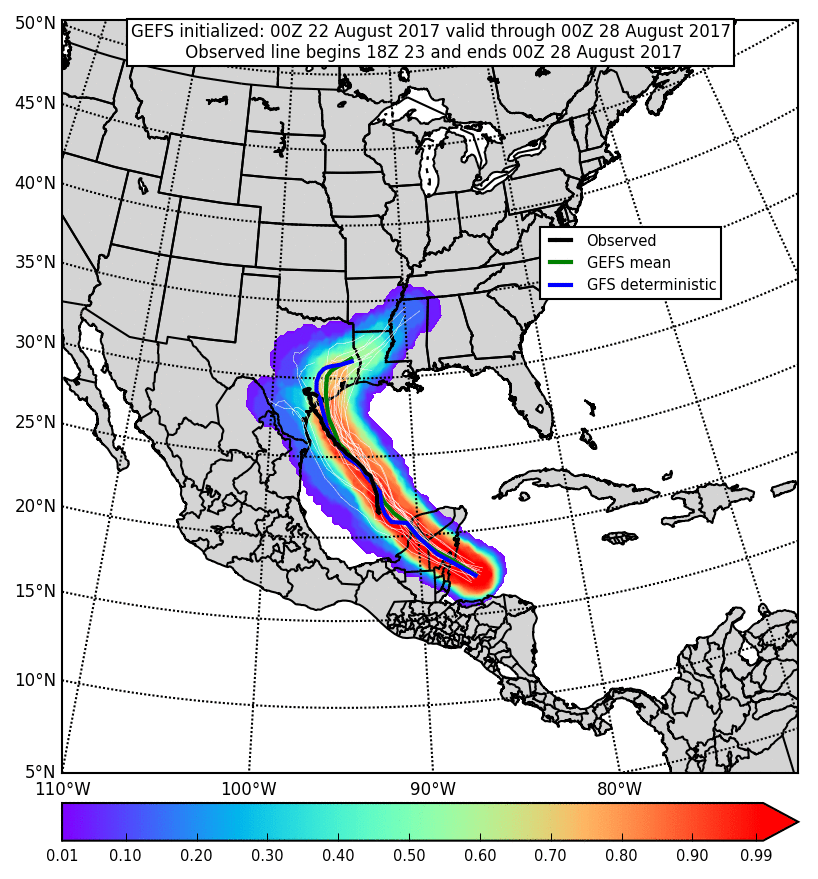 GEFS initialized: 00Z 22 August 2017 valid through 00Z 28 August 2017
Observed line begins 18Z 23 and ends 00Z 28 August 2017
50°N
45°N
40°N
35°N
30°N
25°N
20°N
15°N
10°N
5°N
Observed
GEFS mean
GFS deterministic
110°W 100°W 90°W 80°W
0.01 0.10 0.20 0.30 0.40 0.50 0.60 0.70 0.80 0.90 0.99